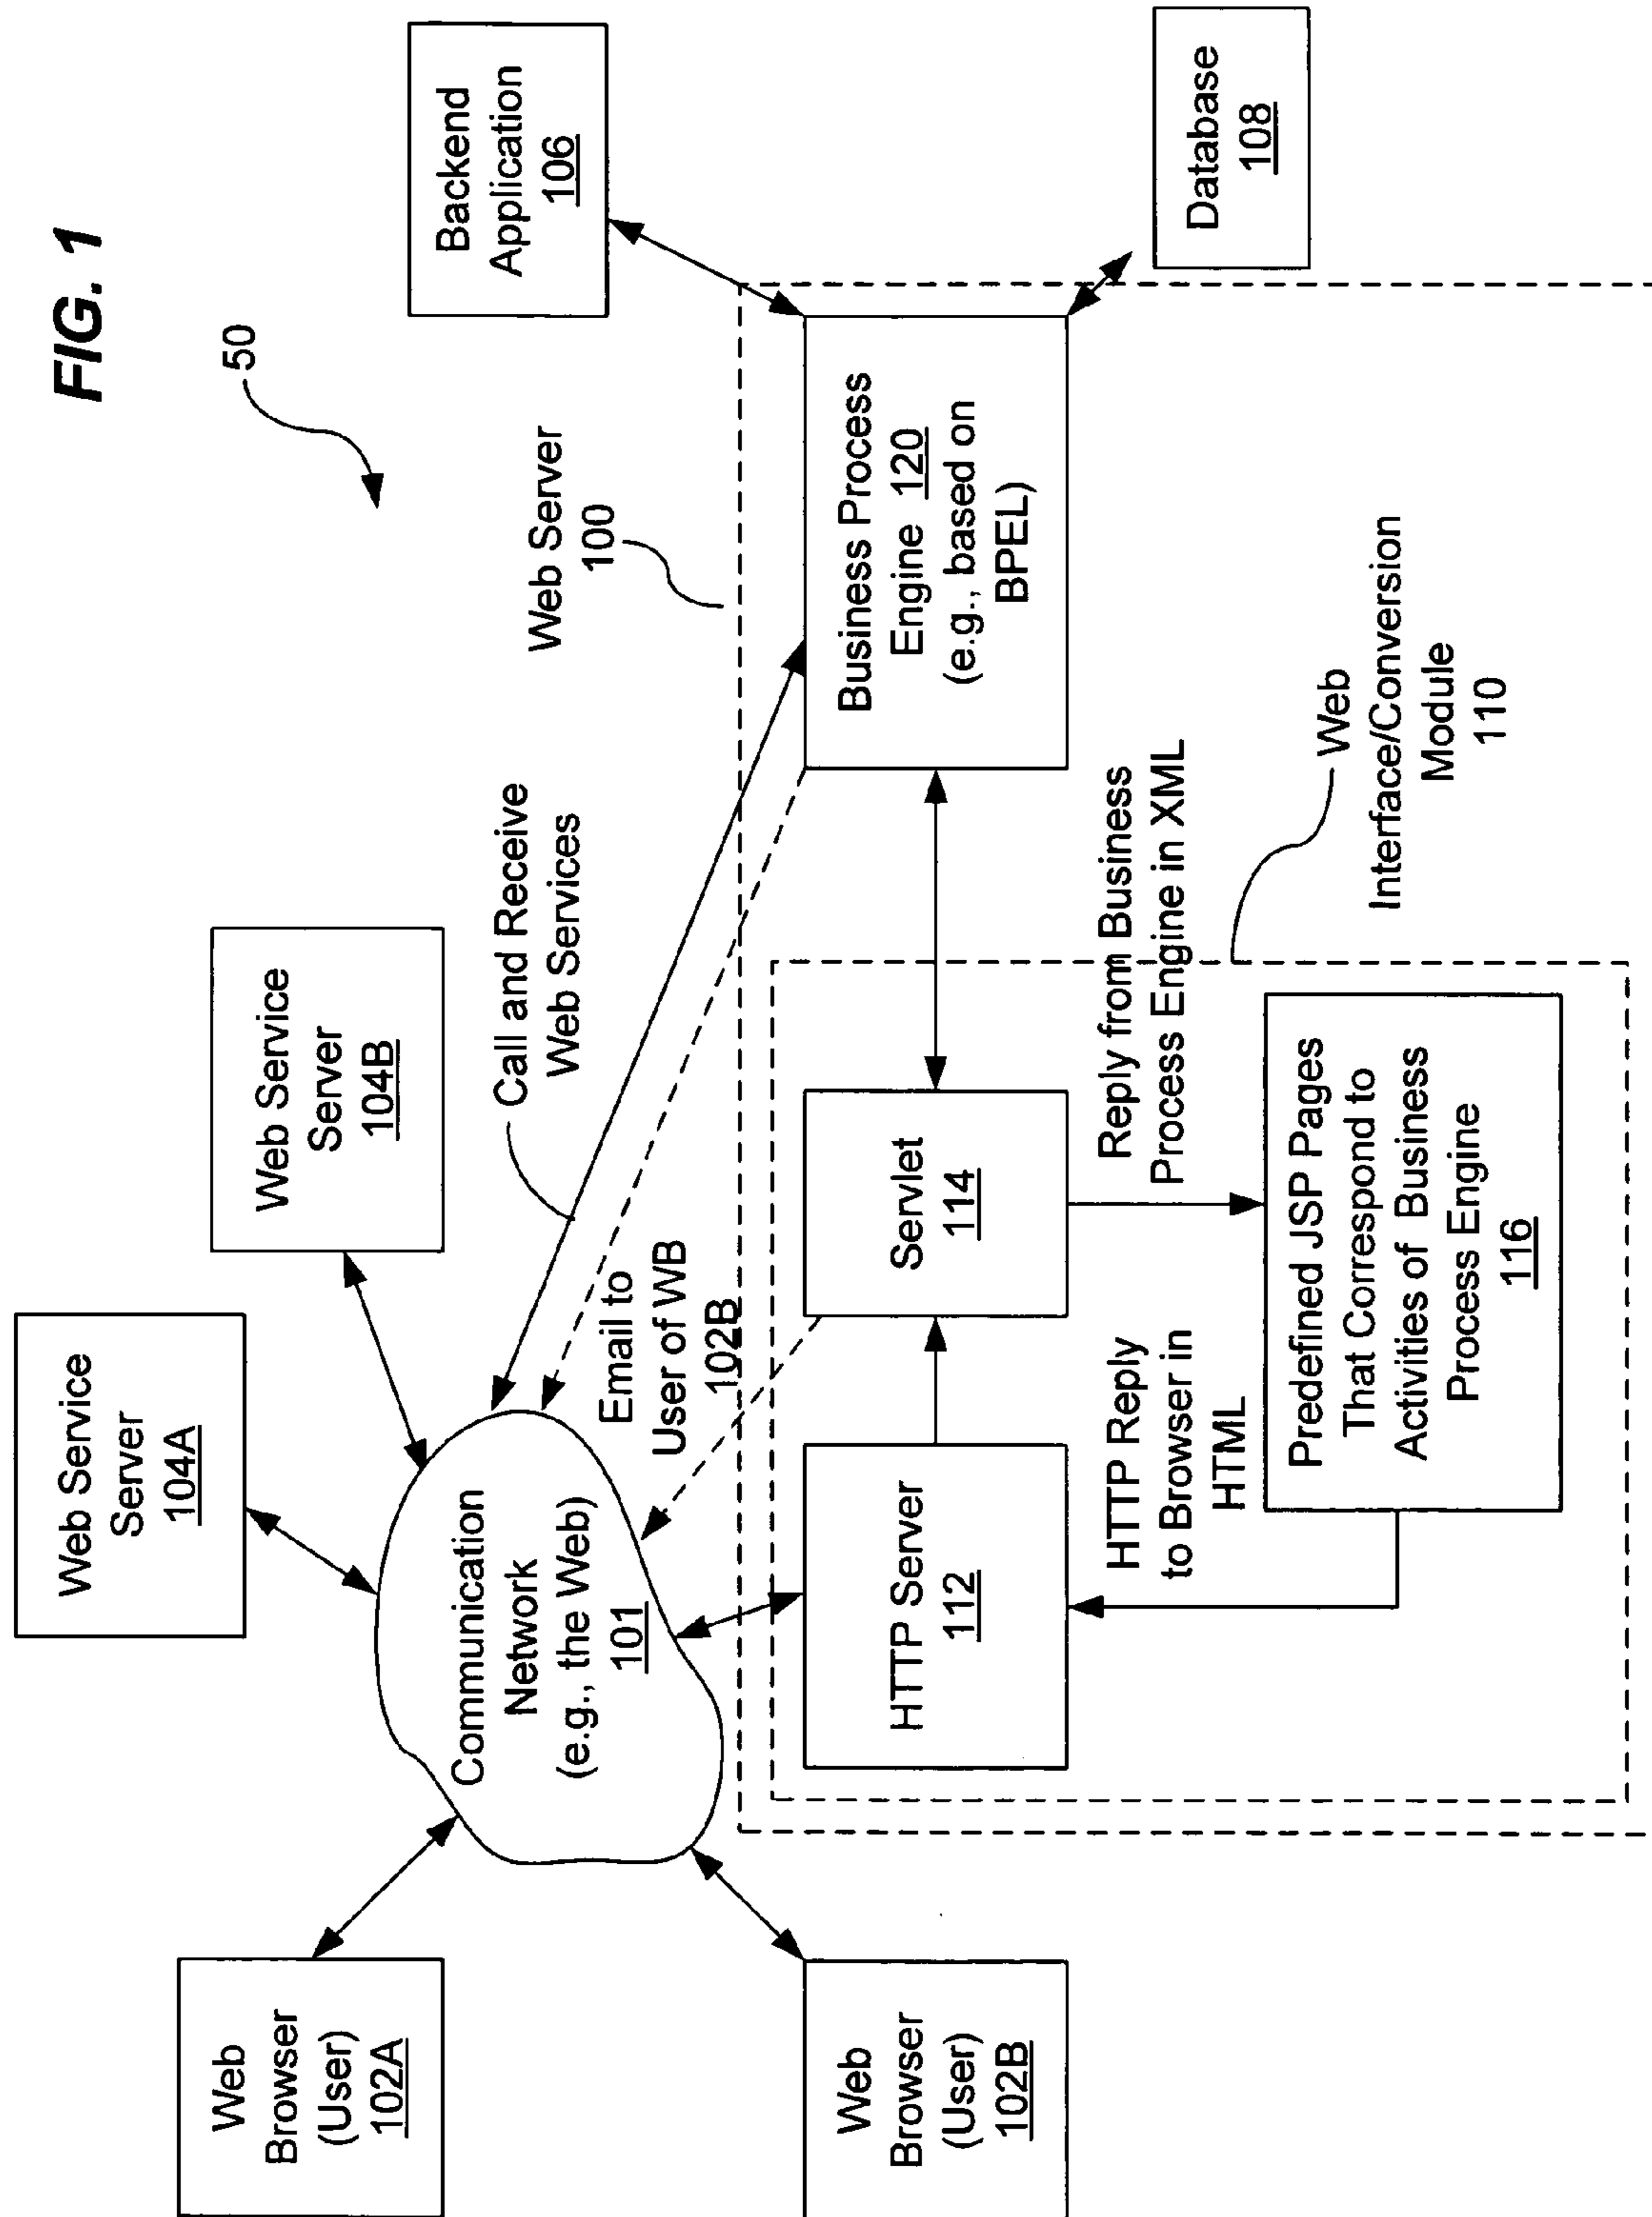 FIG. 1
50
Web Service
Server
104A
Web Service
Server
104B
Web
Browser
(User)
102A
Backend
Application
106
Communication
Network
(e.g., the Web)
101
Call and Receive
Web Services
Web Server
100
Email to
User of WB
102B
Web
Browser
(User)
102B
HTTP Server
112
Servlet
114
Business Process
Engine 120
(e.g., based on
BPEL)
Database
108
HTTP Reply
to Browser in
HTML
Reply from Business
Process Engine in XML
Predefined JSP Pages
That Correspond to
Activities of Business
Process Engine
116
Web
Interface/Conversion
Module
110